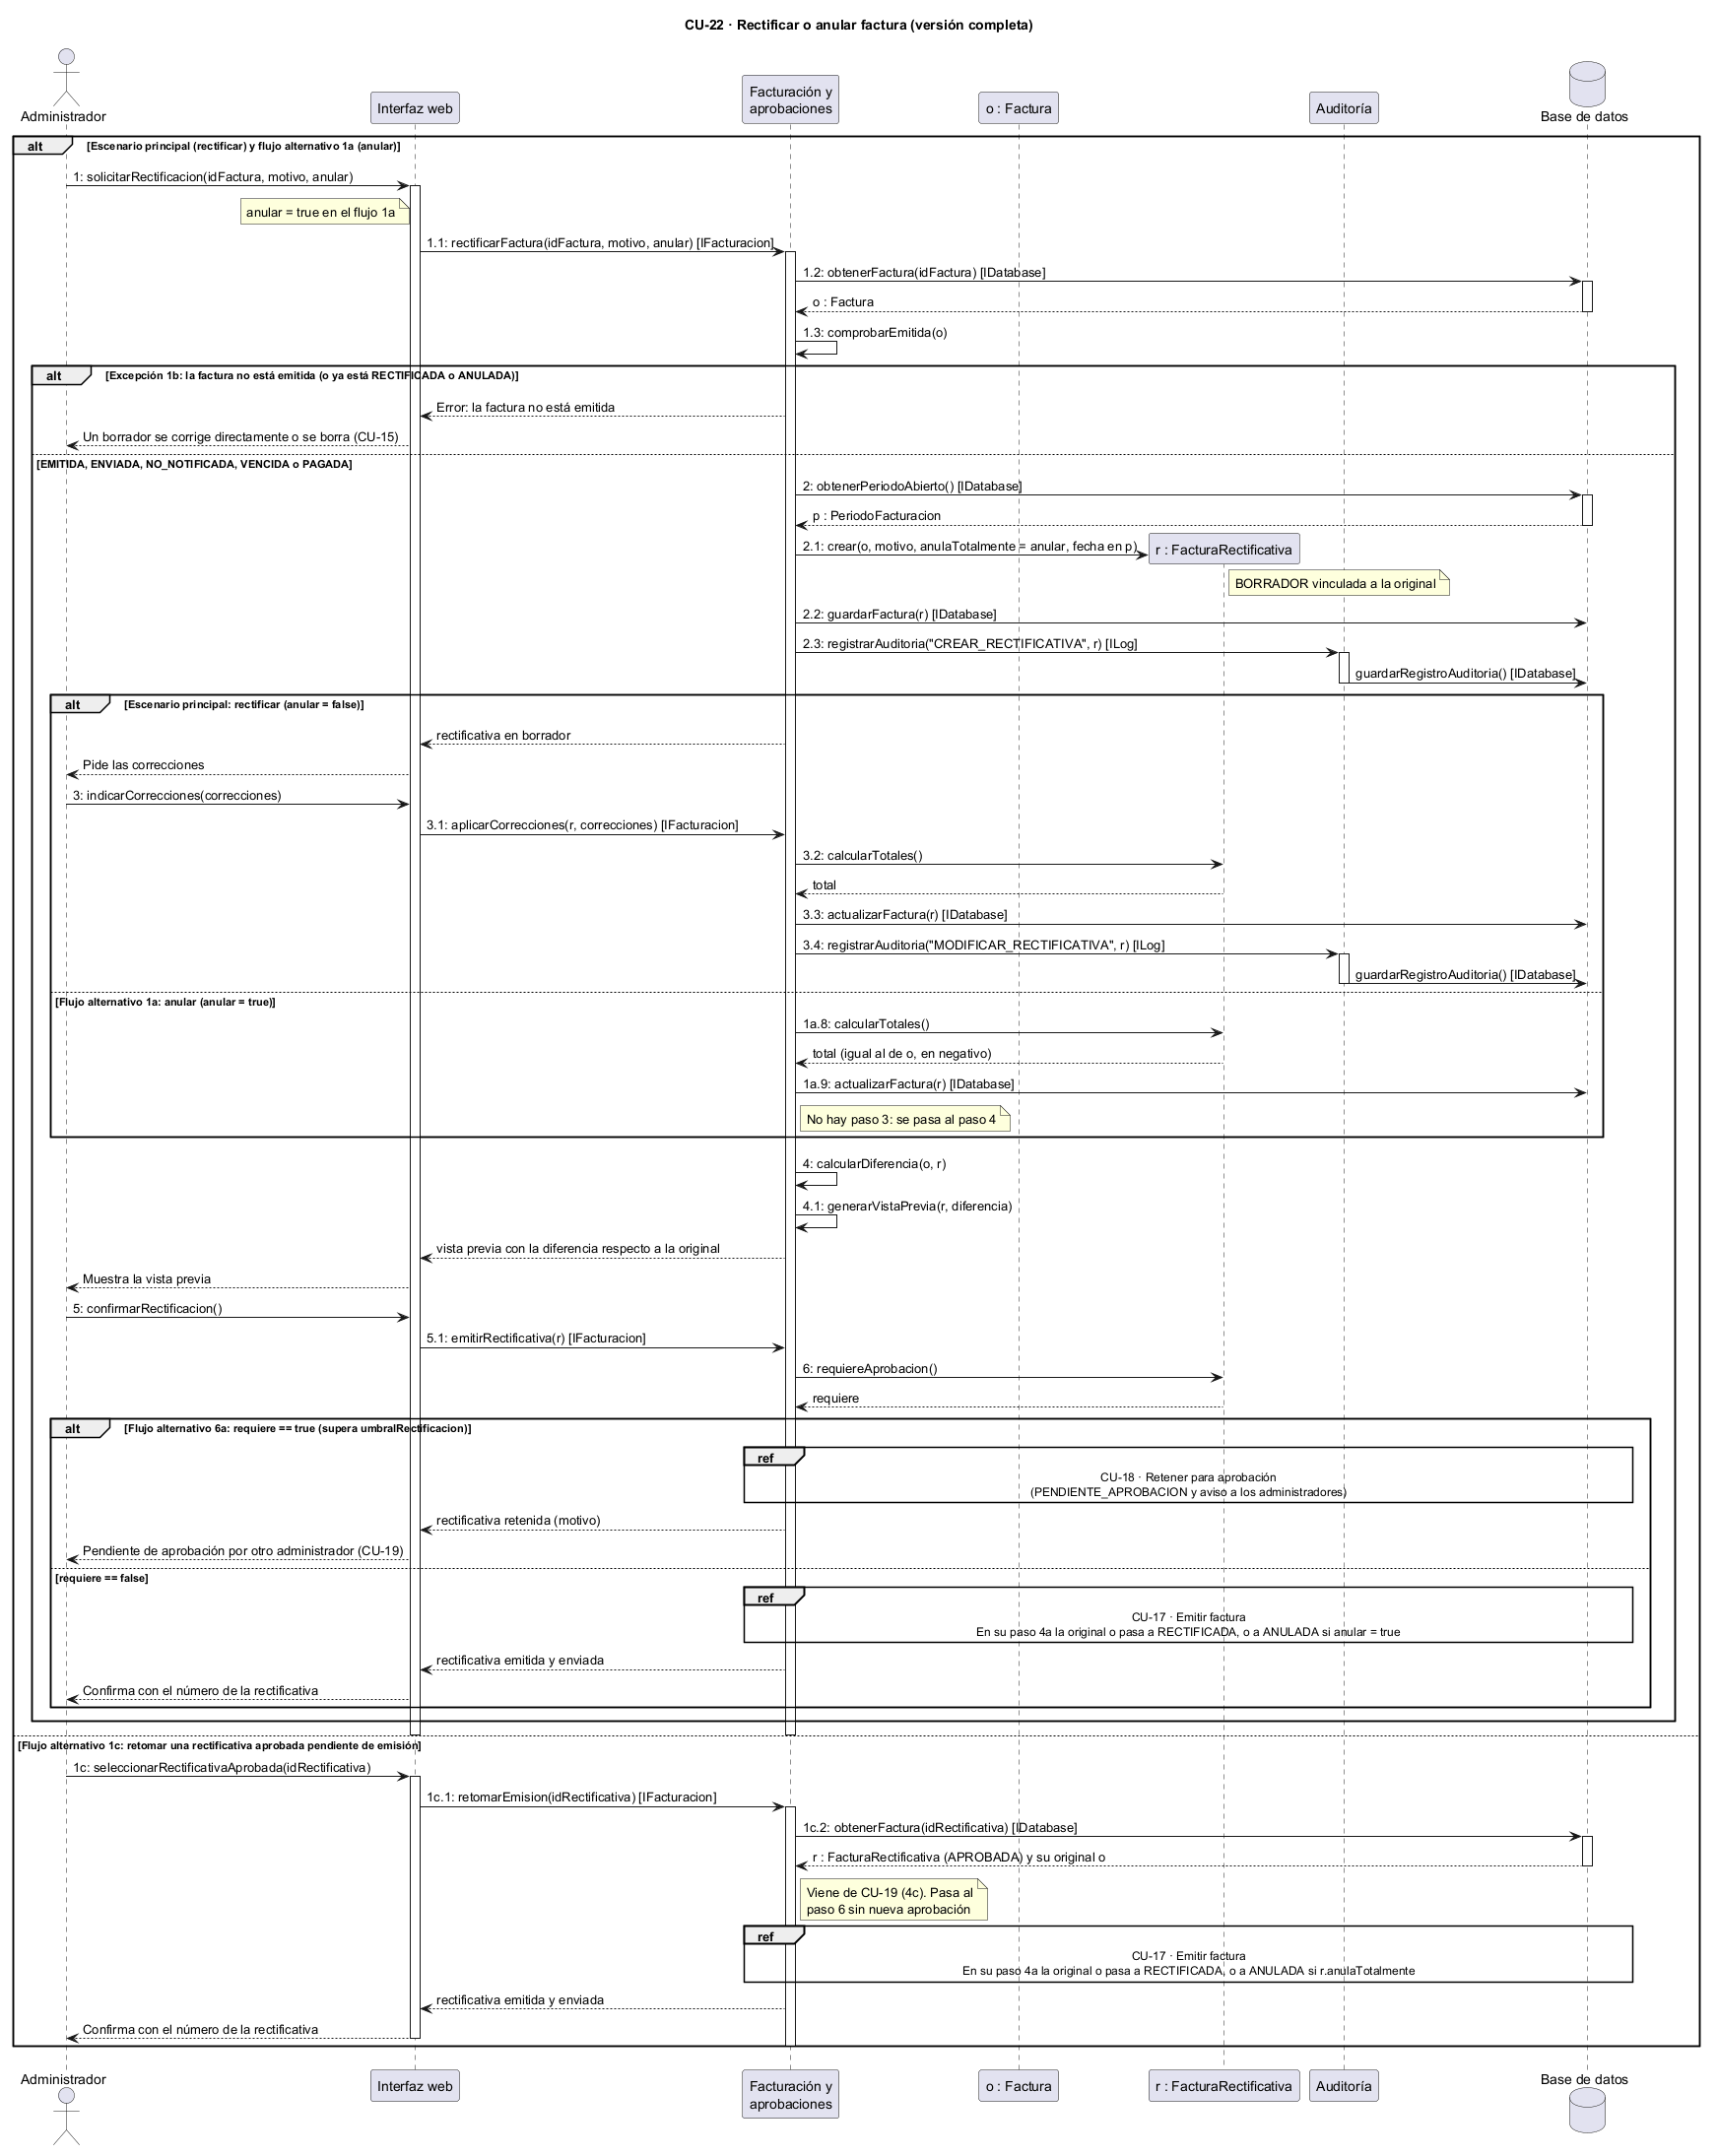 CU-22 · Rectificar o anular factura (versión completa)
Administrador
Interfaz web
Facturación y
aprobaciones
o : Factura
Auditoría
Base de datos
alt
[Escenario principal (rectificar) y flujo alternativo 1a (anular)]
1: solicitarRectificacion(idFactura, motivo, anular)
anular = true en el flujo 1a
1.1: rectificarFactura(idFactura, motivo, anular) [IFacturacion]
1.2: obtenerFactura(idFactura) [IDatabase]
o : Factura
1.3: comprobarEmitida(o)
alt
[Excepción 1b: la factura no está emitida (o ya está RECTIFICADA o ANULADA)]
Error: la factura no está emitida
Un borrador se corrige directamente o se borra (CU-15)
[EMITIDA, ENVIADA, NO_NOTIFICADA, VENCIDA o PAGADA]
2: obtenerPeriodoAbierto() [IDatabase]
p : PeriodoFacturacion
2.1: crear(o, motivo, anulaTotalmente = anular, fecha en p)
r : FacturaRectificativa
BORRADOR vinculada a la original
2.2: guardarFactura(r) [IDatabase]
2.3: registrarAuditoria("CREAR_RECTIFICATIVA", r) [ILog]
guardarRegistroAuditoria() [IDatabase]
alt
[Escenario principal: rectificar (anular = false)]
rectificativa en borrador
Pide las correcciones
3: indicarCorrecciones(correcciones)
3.1: aplicarCorrecciones(r, correcciones) [IFacturacion]
3.2: calcularTotales()
total
3.3: actualizarFactura(r) [IDatabase]
3.4: registrarAuditoria("MODIFICAR_RECTIFICATIVA", r) [ILog]
guardarRegistroAuditoria() [IDatabase]
[Flujo alternativo 1a: anular (anular = true)]
1a.8: calcularTotales()
total (igual al de o, en negativo)
1a.9: actualizarFactura(r) [IDatabase]
No hay paso 3: se pasa al paso 4
4: calcularDiferencia(o, r)
4.1: generarVistaPrevia(r, diferencia)
vista previa con la diferencia respecto a la original
Muestra la vista previa
5: confirmarRectificacion()
5.1: emitirRectificativa(r) [IFacturacion]
6: requiereAprobacion()
requiere
alt
[Flujo alternativo 6a: requiere == true (supera umbralRectificacion)]
ref
CU-18 · Retener para aprobación
(PENDIENTE_APROBACION y aviso a los administradores)
rectificativa retenida (motivo)
Pendiente de aprobación por otro administrador (CU-19)
[requiere == false]
ref
CU-17 · Emitir factura
En su paso 4a la original o pasa a RECTIFICADA, o a ANULADA si anular = true
rectificativa emitida y enviada
Confirma con el número de la rectificativa
[Flujo alternativo 1c: retomar una rectificativa aprobada pendiente de emisión]
1c: seleccionarRectificativaAprobada(idRectificativa)
1c.1: retomarEmision(idRectificativa) [IFacturacion]
1c.2: obtenerFactura(idRectificativa) [IDatabase]
r : FacturaRectificativa (APROBADA) y su original o
Viene de CU-19 (4c). Pasa al
paso 6 sin nueva aprobación
ref
CU-17 · Emitir factura
En su paso 4a la original o pasa a RECTIFICADA, o a ANULADA si r.anulaTotalmente
rectificativa emitida y enviada
Confirma con el número de la rectificativa
Administrador
Interfaz web
Facturación y
aprobaciones
o : Factura
r : FacturaRectificativa
Auditoría
Base de datos